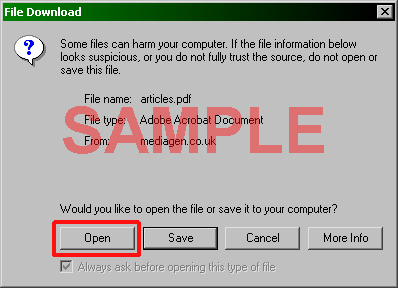 File Download
Some files can harm your computer. If the file information below
looks suspicious, or you do not fully trust the source, do not open or
save this file.
File name: articles.pdf
File type: Adobe Acrobat Document
From: mediagen.co.uk
SAMPLE
Would you like to open the file or save it to your computer?
Open Save Cancel More Info
Always ask before opening this type of file